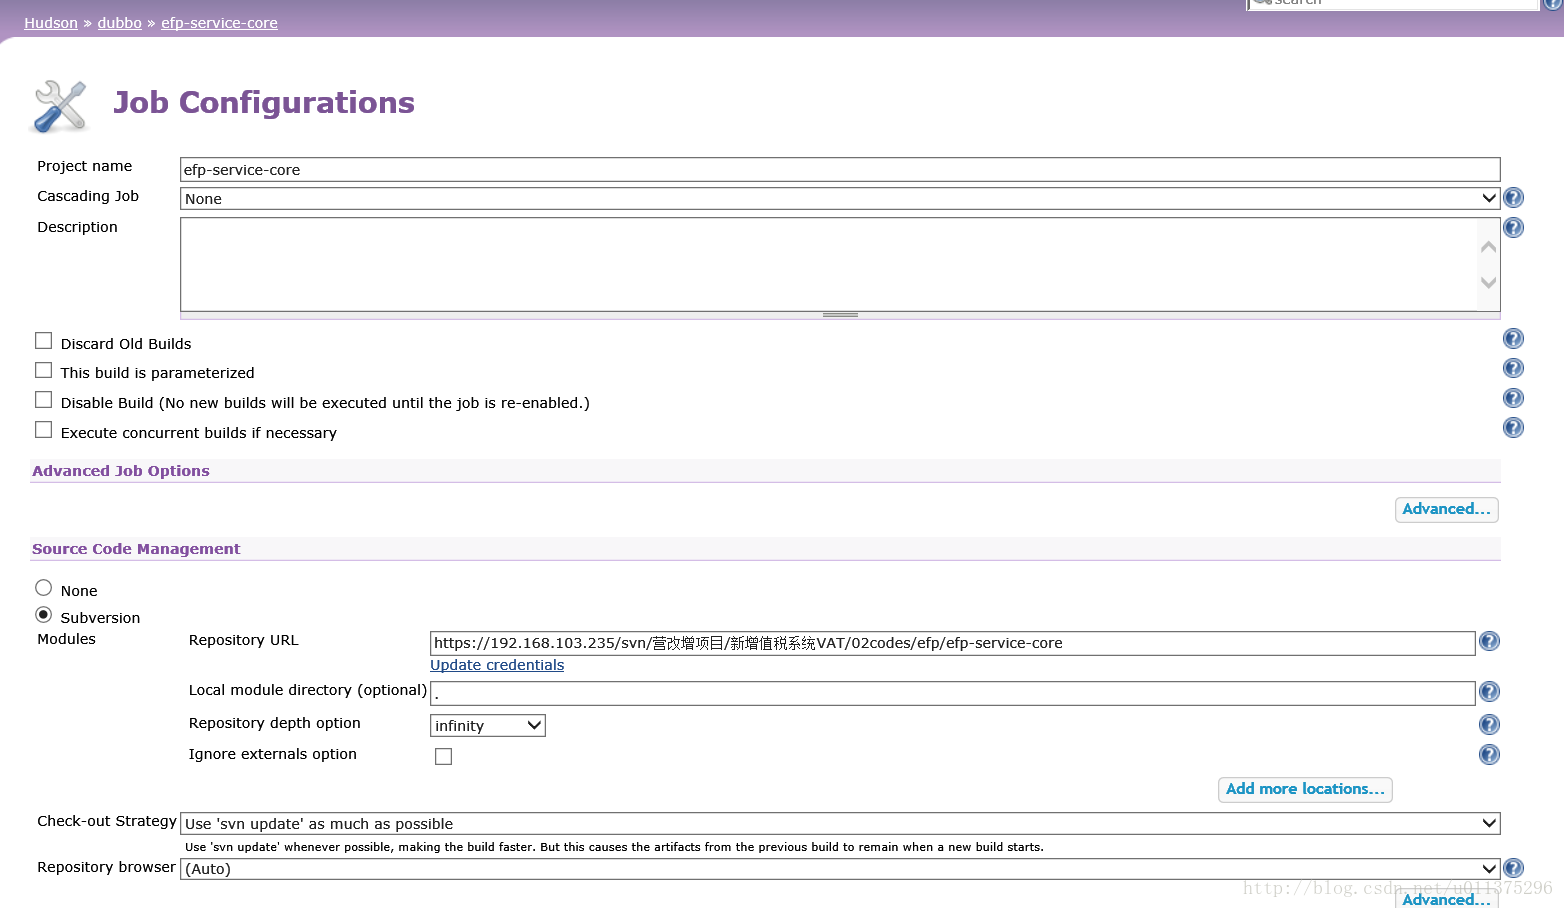 search
Hudson » dubbo » efp-service-core
Job Configurations
Project name efp-service-core
Cascading Job None
Description
Discard Old Builds
This build is parameterized
Disable Build (No new builds will be executed until the job is re-enabled.)
Execute concurrent builds if necessary
Advanced Job Options
Advanced...
Source Code Management
None
Subversion
Modules Repository URL https://192.168.103.235/svn/营改增项目/新增值税系统VAT/02codes/efp/efp-service-core
Update credentials
Local module directory (optional) .
Repository depth option infinity
Ignore externals option
Add more locations...
Check-out Strategy Use 'svn update' as much as possible
Use 'svn update' whenever possible, making the build faster. But this causes the artifacts from the previous build to remain when a new build starts.
Repository browser (Auto)
http://blog.csdn.net/u011375296
Advanced...